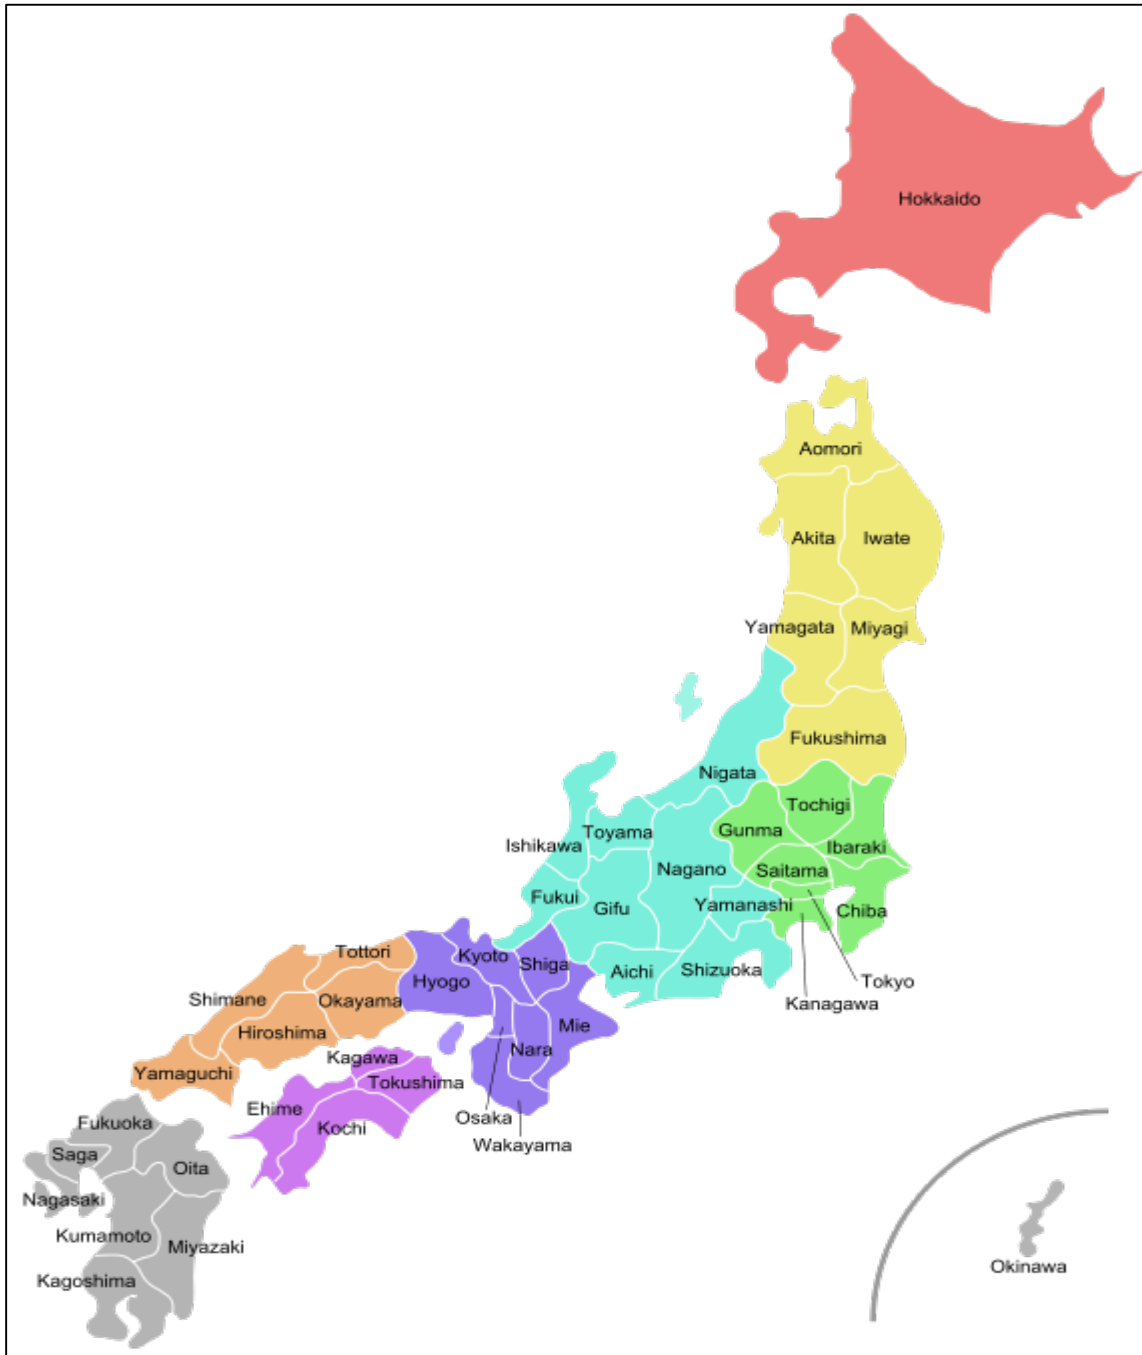 Hokkaido
Aomori
Akita
Iwate
Yamagata
Miyagi
Fukushima
Nigata
Tochigi
Gunma
Toyama
Ishikawa
Ibaraki
Nagano
Saitama
Fukui
Gifu
Yamanashi
Chiba
Tottori
Kyoto
Shiga
Aichi
Shizuoka
Hyogo
Tokyo
Shimane
Okayama
Kanagawa
Hiroshima
Mie
Nara
Kagawa
Yamaguchi
Tokushima
Ehime
Osaka
Fukuoka
Kochi
Wakayama
Saga
Oita
Nagasaki
Kumamoto
Miyazaki
Okinawa
Kagoshima